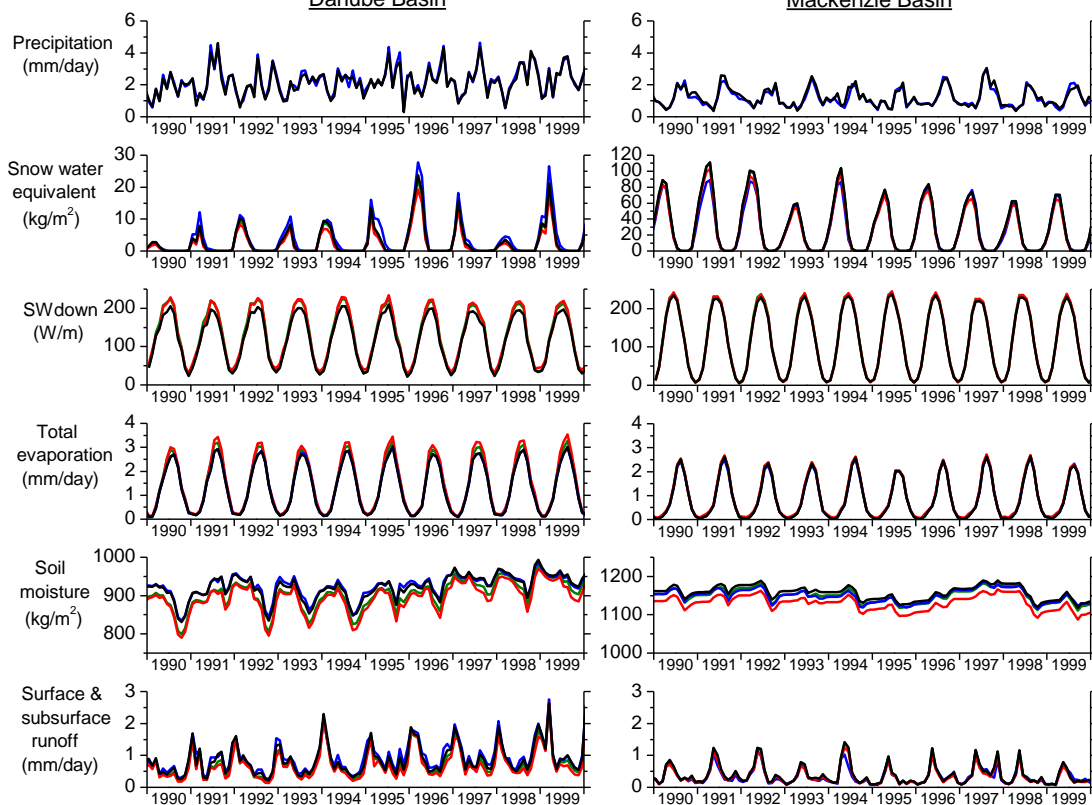 Danube Basin
Mackenzie Basin
Precipitation
(mm/day)
6
4
2
0
1990 1991 1992 1993 1994 1995 1996 1997 1998 1999
6
4
2
0
1990 1991 1992 1993 1994 1995 1996 1997 1998 1999
Snow water
equivalent
(kg/m²)
30
20
10
0
1990 1991 1992 1993 1994 1995 1996 1997 1998 1999
120
100
80
60
40
20
0
1990 1991 1992 1993 1994 1995 1996 1997 1998 1999
SWdown
(W/m)
200
100
0
1990 1991 1992 1993 1994 1995 1996 1997 1998 1999
200
100
0
1990 1991 1992 1993 1994 1995 1996 1997 1998 1999
Total
evaporation
(mm/day)
4
3
2
1
0
1990 1991 1992 1993 1994 1995 1996 1997 1998 1999
4
3
2
1
0
1990 1991 1992 1993 1994 1995 1996 1997 1998 1999
Soil
moisture
(kg/m²)
1000
900
800
1990 1991 1992 1993 1994 1995 1996 1997 1998 1999
1200
1100
1000
1990 1991 1992 1993 1994 1995 1996 1997 1998 1999
Surface &
subsurface
runoff
(mm/day)
3
2
1
0
1990 1991 1992 1993 1994 1995 1996 1997 1998 1999
3
2
1
0
1990 1991 1992 1993 1994 1995 1996 1997 1998 1999